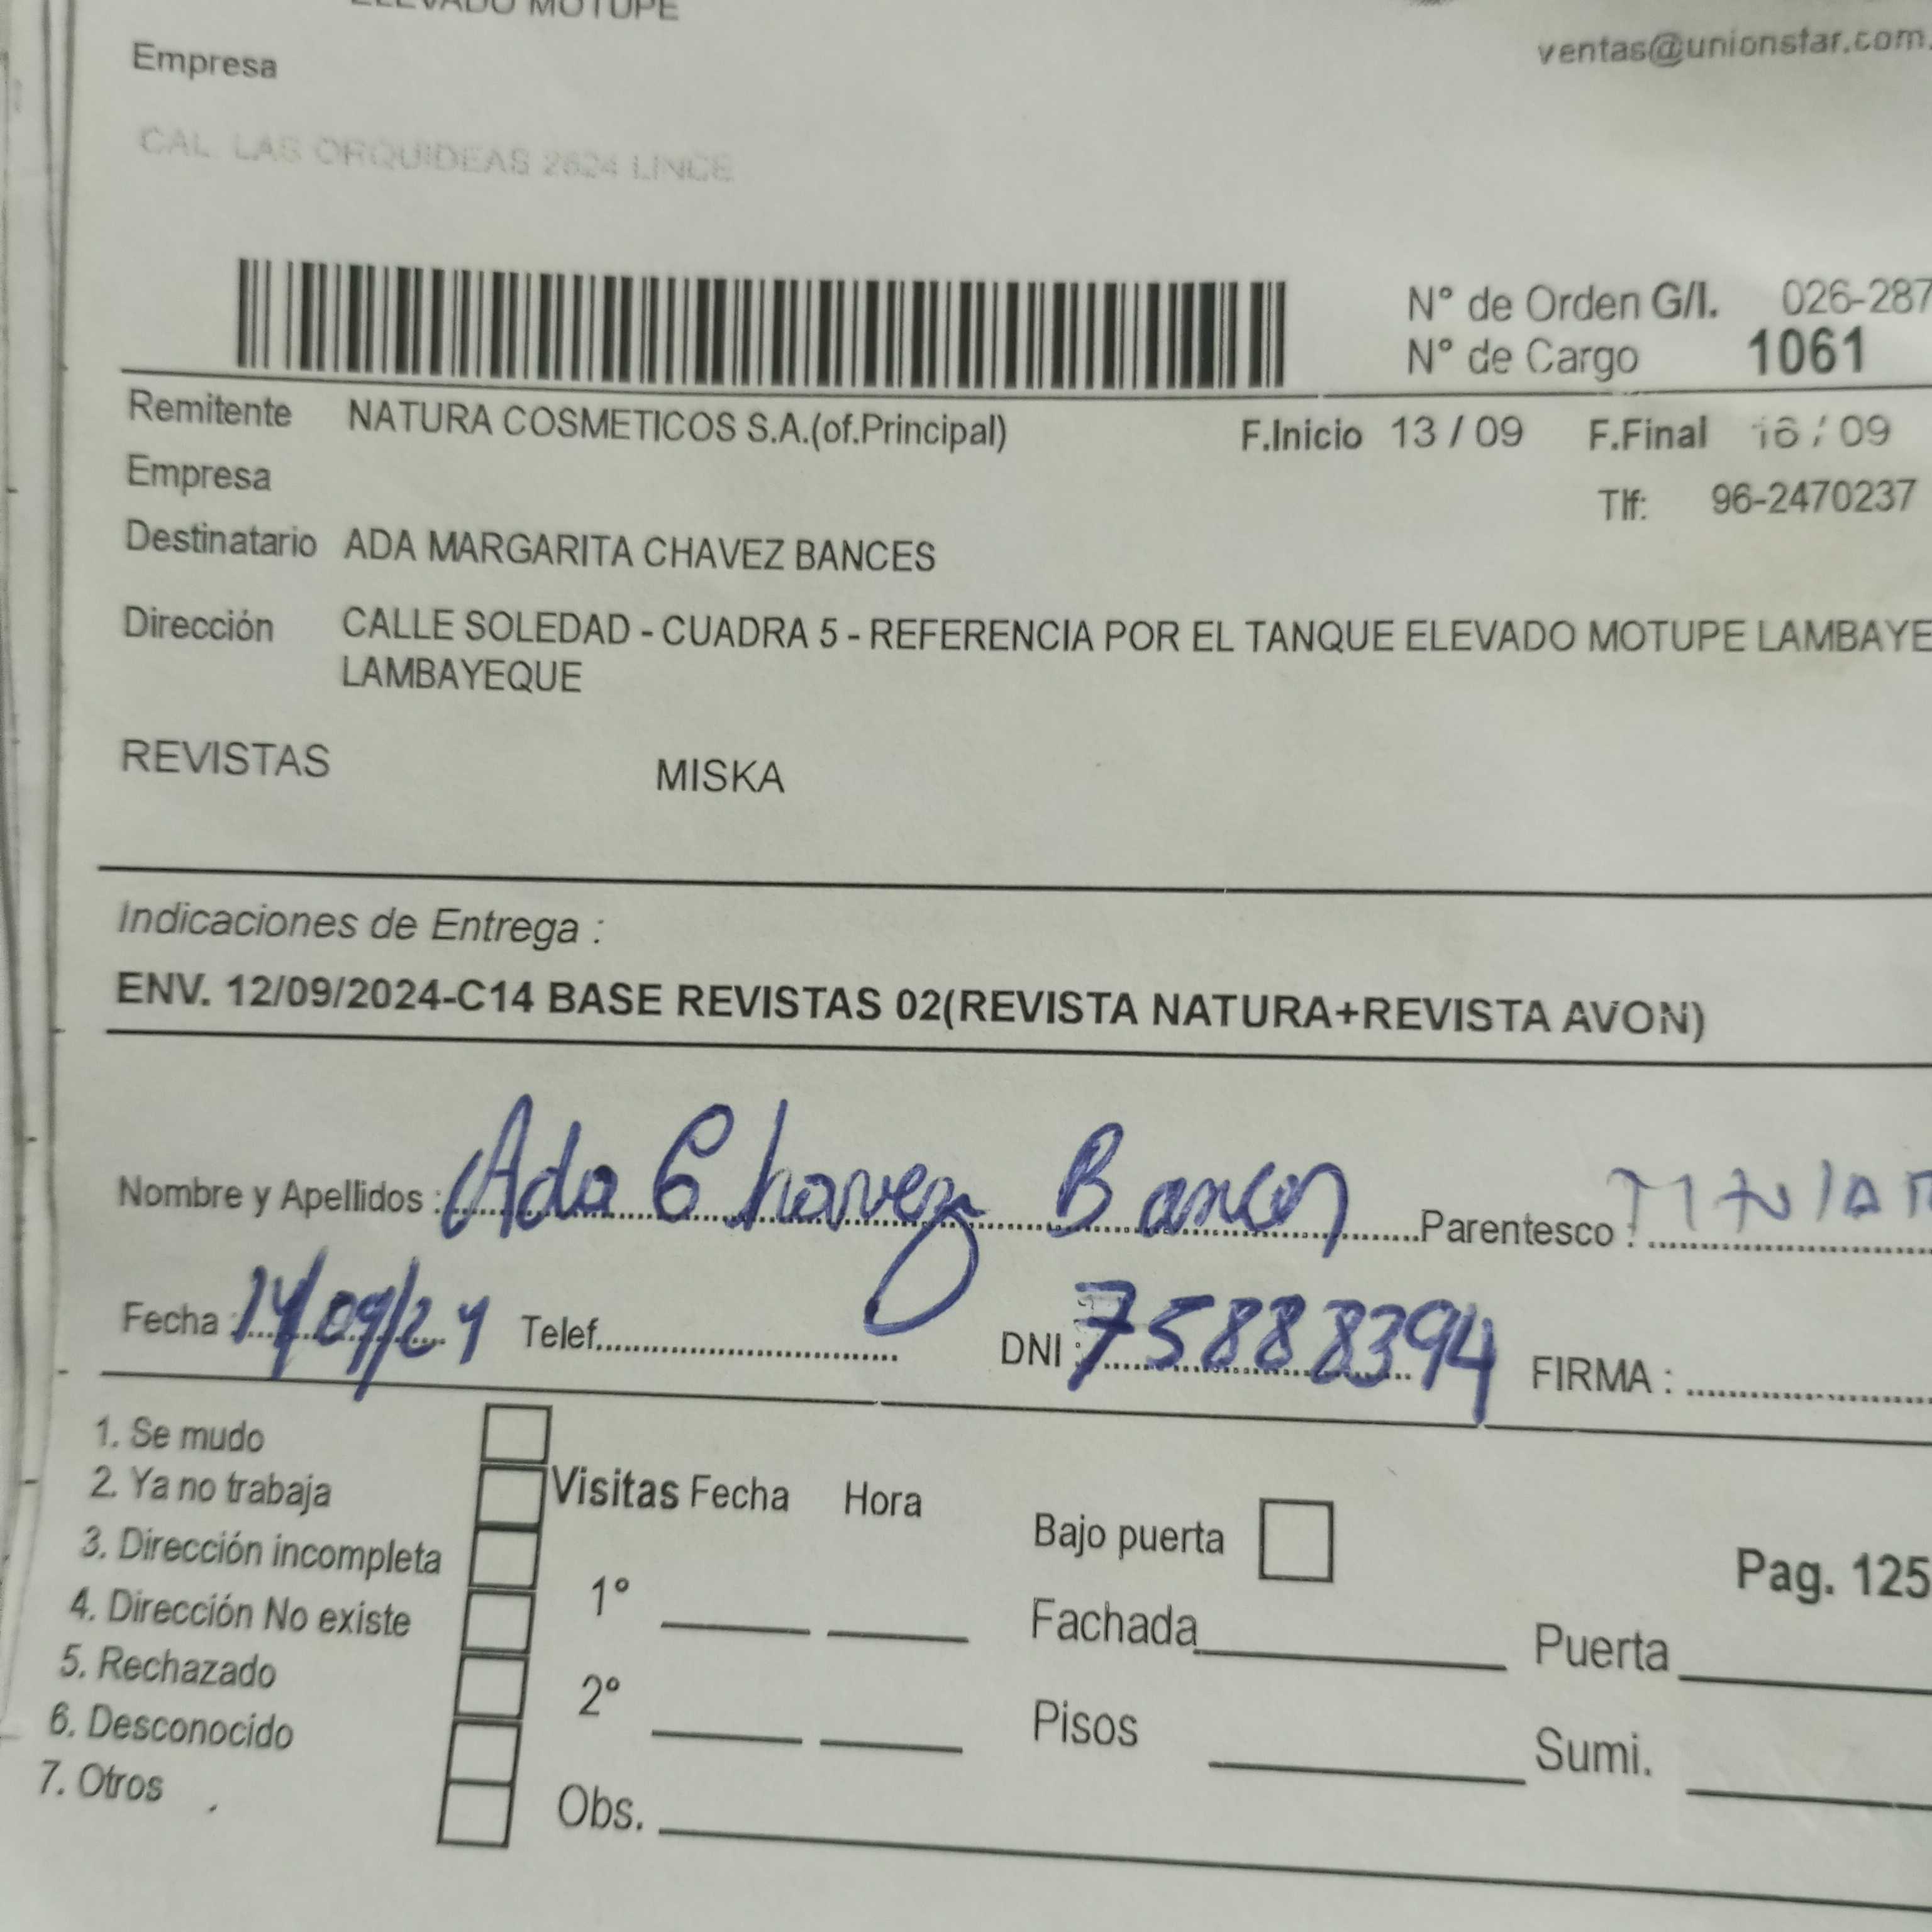 ELEVADO MOTUPE
Empresa
ventas@unionstar.com.
CAL. LAS ORQUIDEAS 2624 LINCE
N° de Orden G/I. 026-287
N° de Cargo 1061
Remitente NATURA COSMETICOS S.A.(of.Principal) F.Inicio 13 / 09 F.Final 16 / 09
Empresa
Tlf: 96-2470237
Destinatario ADA MARGARITA CHAVEZ BANCES
Dirección CALLE SOLEDAD - CUADRA 5 - REFERENCIA POR EL TANQUE ELEVADO MOTUPE LAMBAYE
LAMBAYEQUE
REVISTAS MISKA
Indicaciones de Entrega :
ENV. 12/09/2024-C14 BASE REVISTAS 02(REVISTA NATURA+REVISTA AVON)
Nombre y Apellidos : Ada Chavez Bances Parentesco : TITULAR
Fecha : 14/09/24 Telef. DNI : 75888394 FIRMA :
1. Se mudo
2. Ya no trabaja
Visitas Fecha Hora
Bajo puerta
3. Dirección incompleta
Pag. 125
4. Dirección No existe
1°
Fachada
Puerta
5. Rechazado
2°
6. Desconocido
Pisos
Sumi.
7. Otros
Obs.